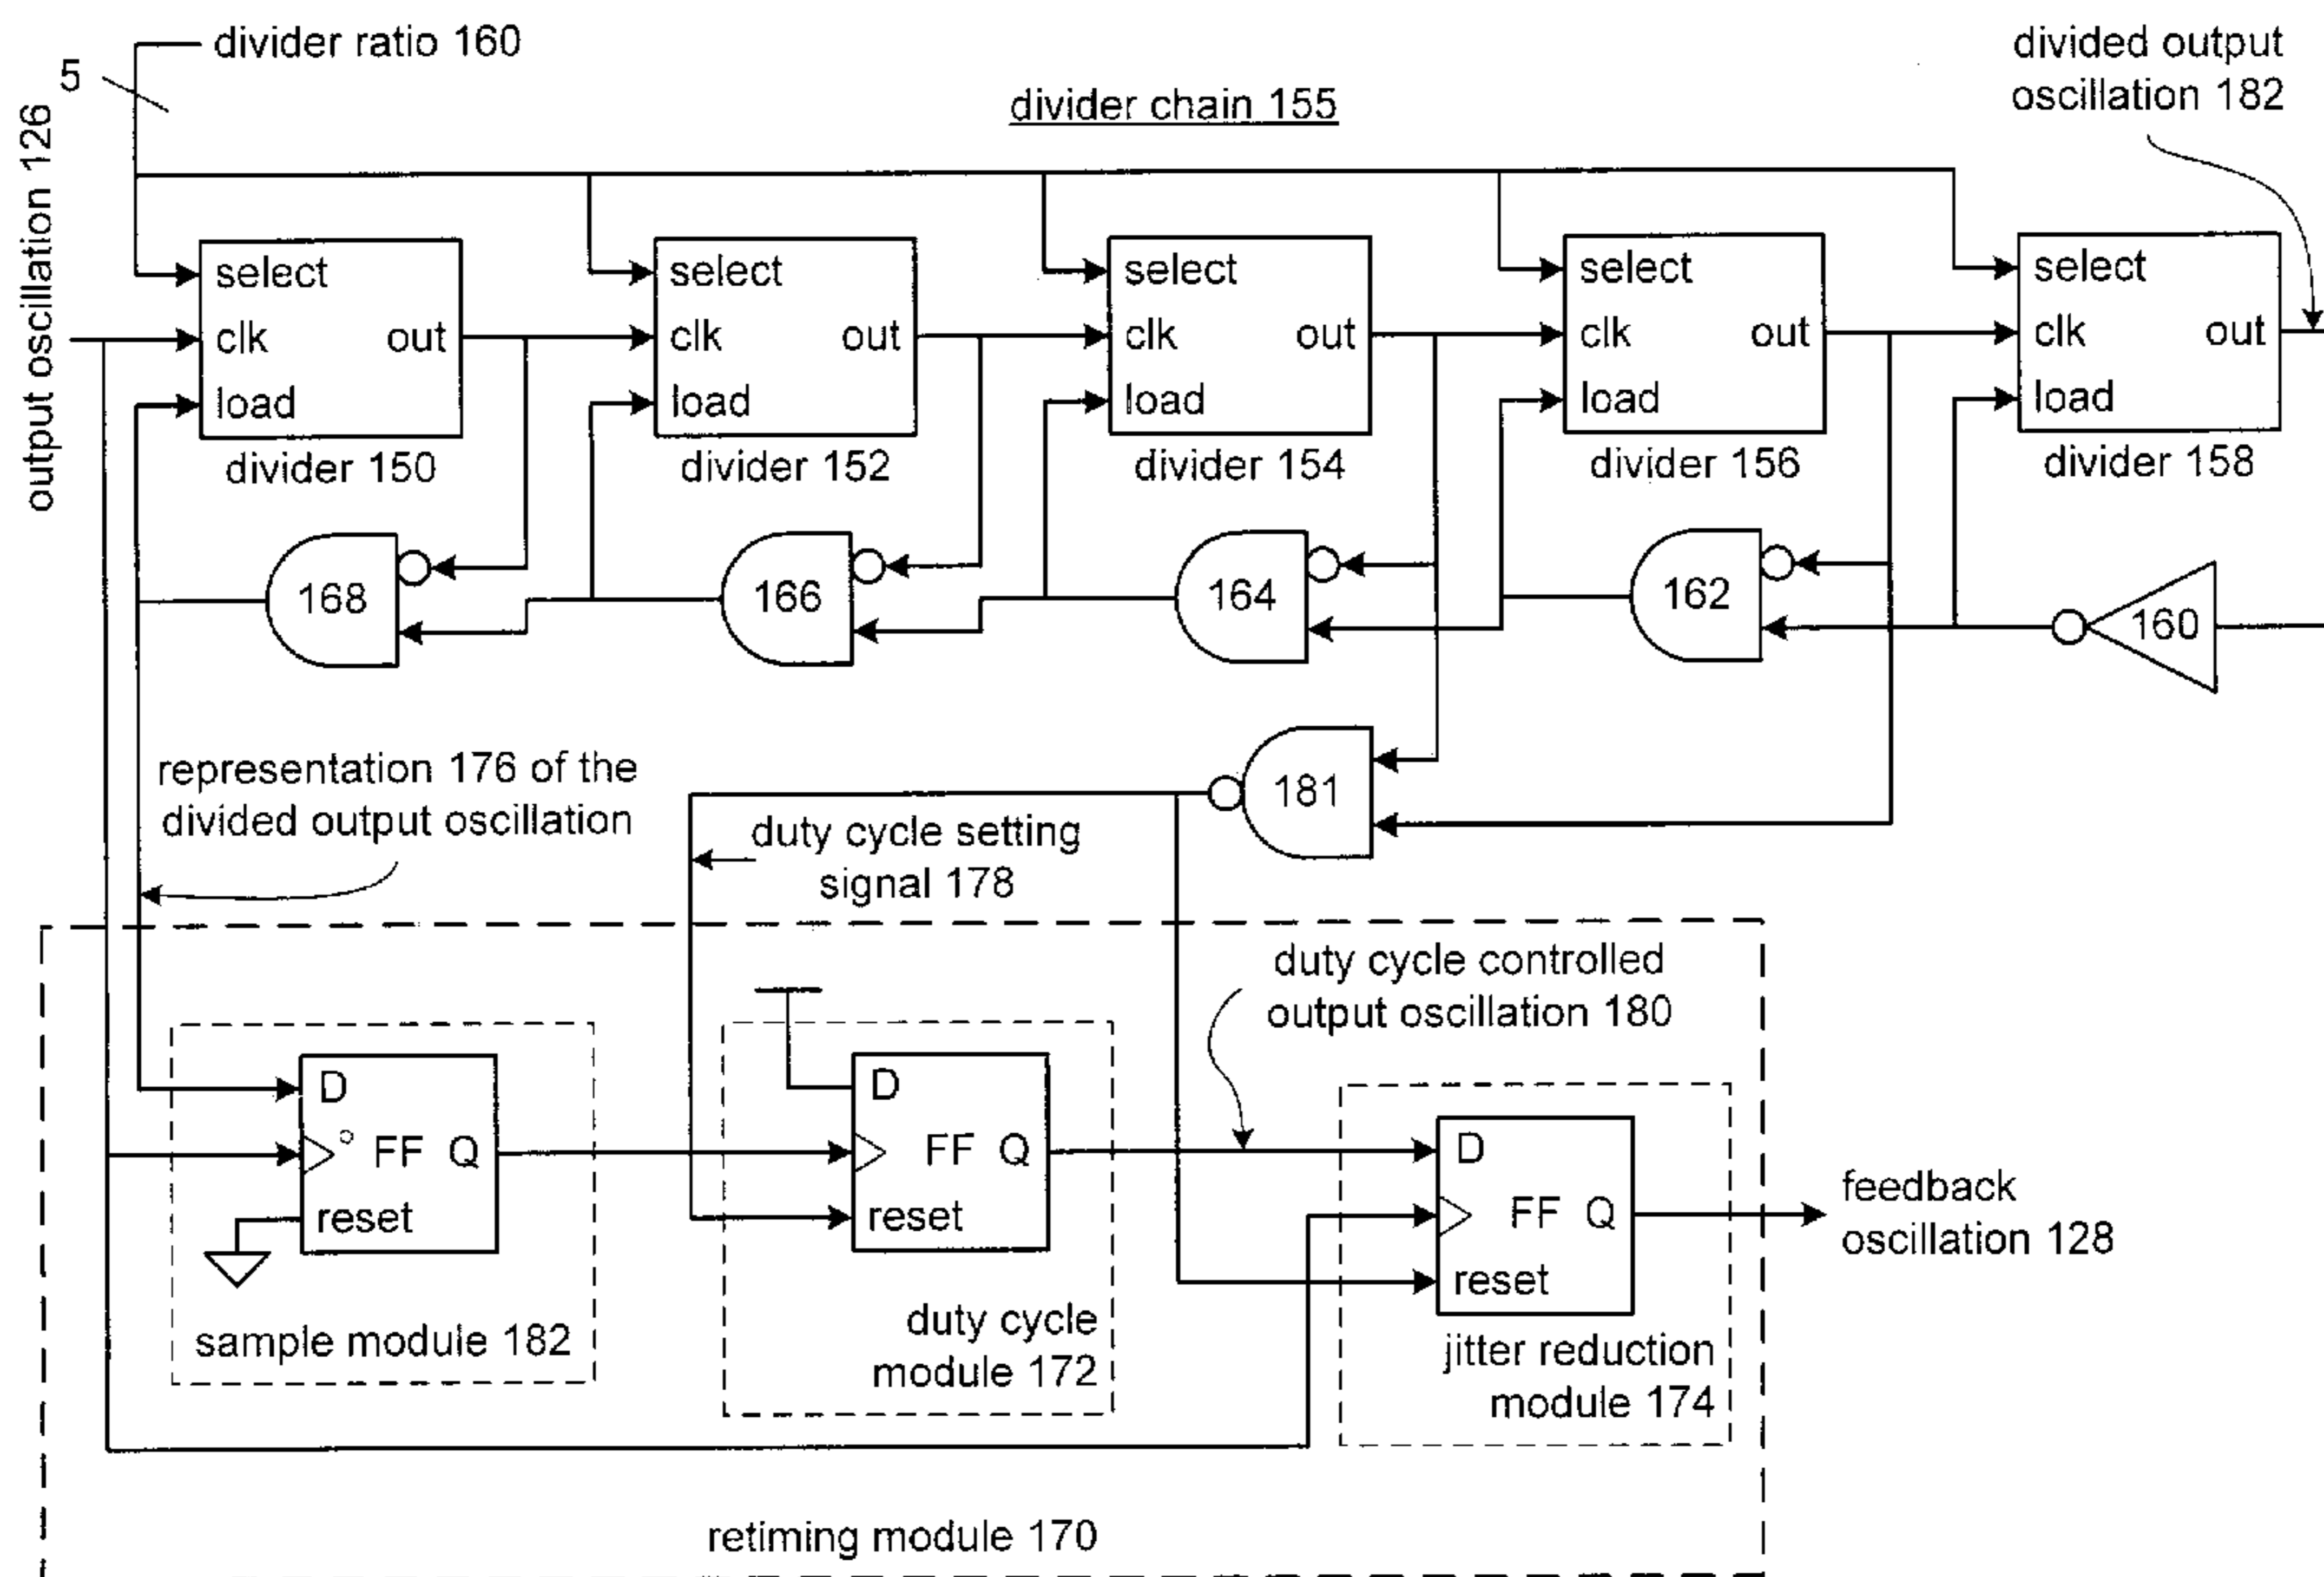 divider ratio 160
5
output oscillation 126
divider chain 155
divided output
oscillation 182
select
clk
out
load
divider 150
select
clk
out
load
divider 152
select
clk
out
load
divider 154
select
clk
out
load
divider 156
select
clk
out
load
divider 158
168
166
164
162
160
181
representation 176 of the
divided output oscillation
duty cycle setting
signal 178
duty cycle controlled
output oscillation 180
D
FF
Q
reset
sample module 182
D
FF
Q
reset
duty cycle
module 172
D
FF
Q
reset
jitter reduction
module 174
feedback
oscillation 128
retiming module 170